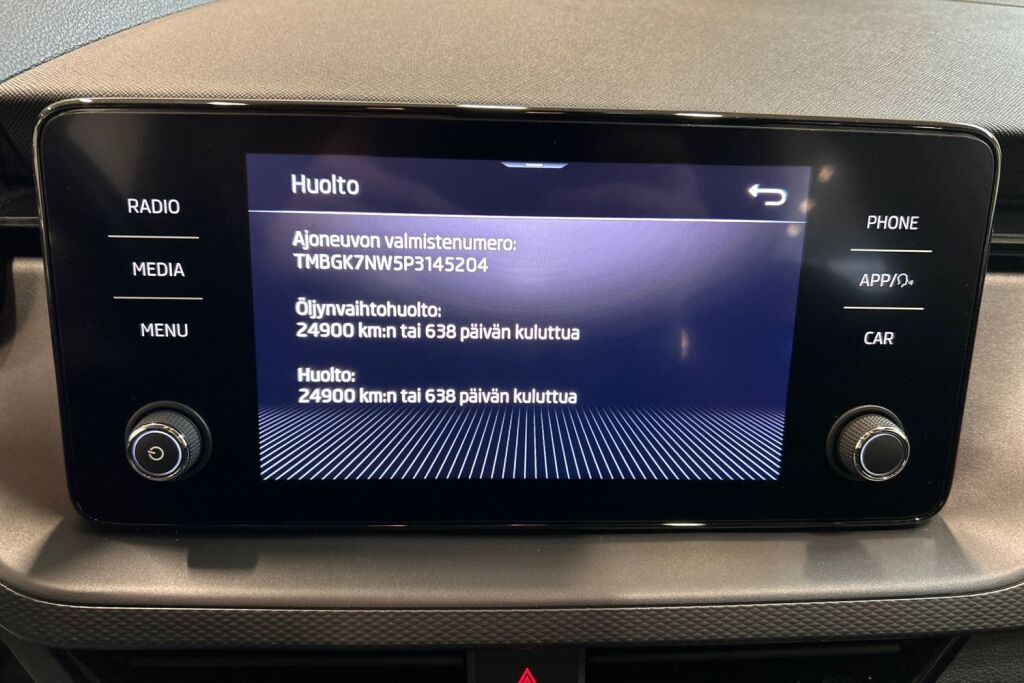 RADIO
MEDIA
MENU
Huolto
Ajoneuvon valmistenumero:
TMBGK7NW5P3145204
Öljynvaihtohuolto:
24900 km:n tai 638 päivän kuluttua
Huolto:
24900 km:n tai 638 päivän kuluttua
PHONE
APP/
CAR